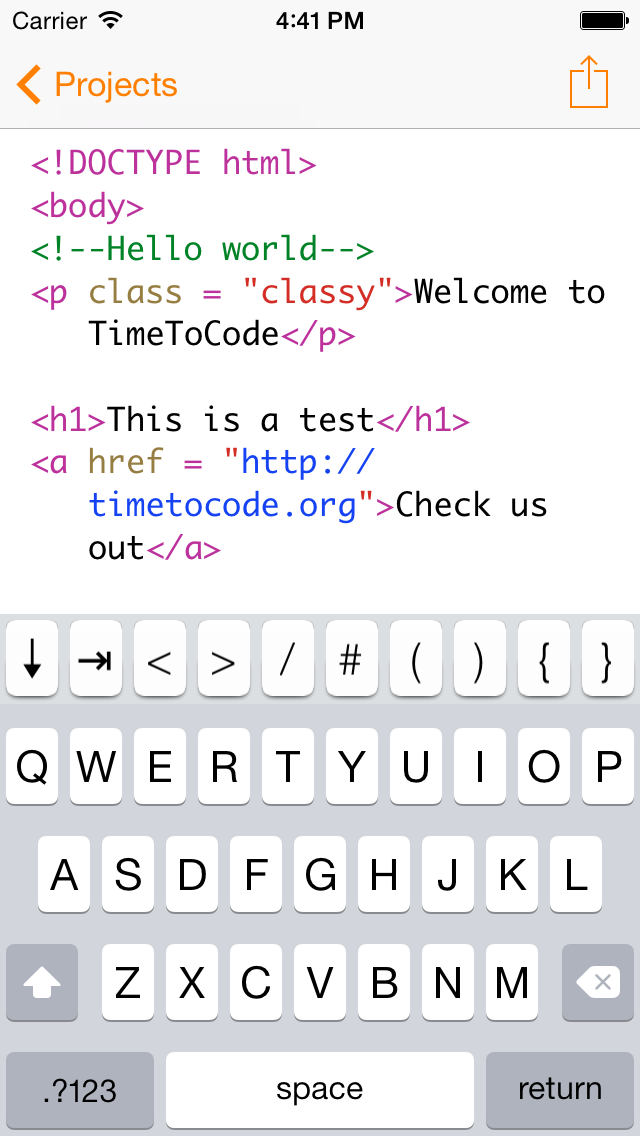 Carrier 4:41 PM
Projects
<!DOCTYPE html>
<body>
<!--Hello world-->
<p class = "classy">Welcome to
TimeToCode</p>
<h1>This is a test</h1>
<a href = "http://
timetocode.org">Check us
out</a>
↓ ⇥ < > / # ( ) { }
Q W E R T Y U I O P
A S D F G H J K L
Z X C V B N M
.?123 space return